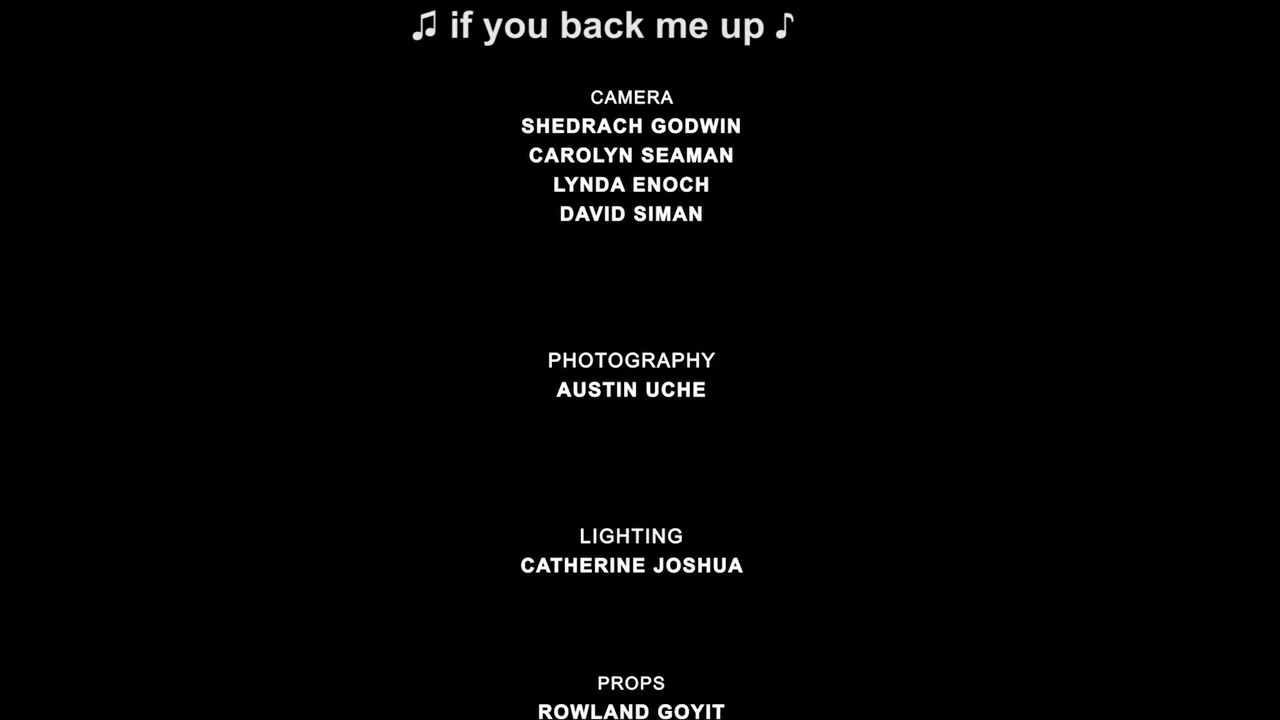 ♫ if you back me up ♪
CAMERA
SHEDRACH GODWIN
CAROLYN SEAMAN
LYNDA ENOCH
DAVID SIMAN
PHOTOGRAPHY
AUSTIN UCHE
LIGHTING
CATHERINE JOSHUA
PROPS
ROWLAND GOYIT